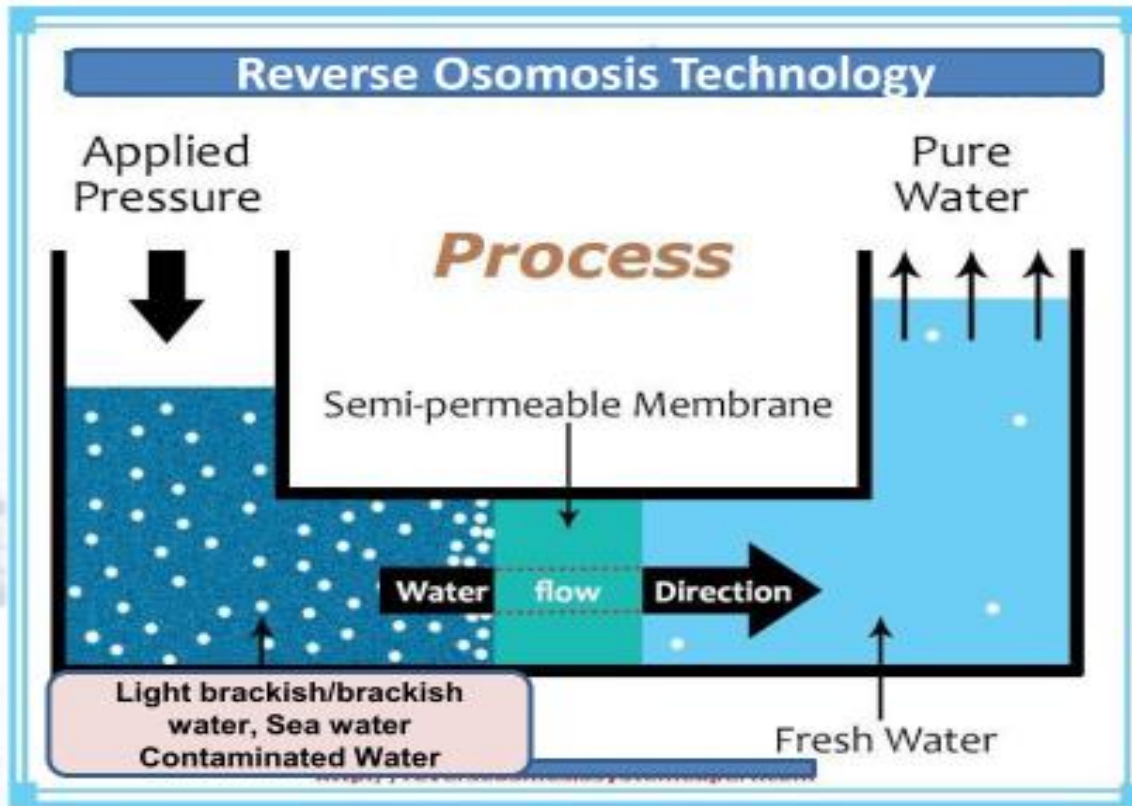 Reverse Osomosis Technology
Applied
Pressure
Pure
Water
Process
Semi-permeable Membrane
Water flow Direction
Light brackish/brackish
water, Sea water
Contaminated Water
Fresh Water